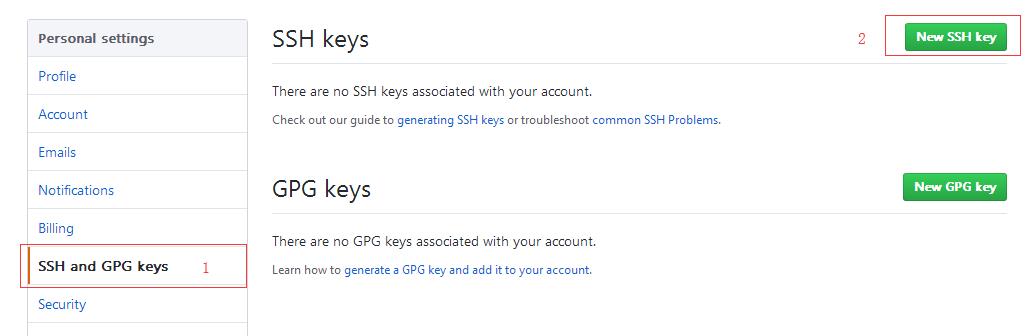 Personal settings
Profile
Account
Emails
Notifications
Billing
SSH and GPG keys 1
Security
SSH keys 2 New SSH key
There are no SSH keys associated with your account.
Check out our guide to generating SSH keys or troubleshoot common SSH Problems.
GPG keys New GPG key
There are no GPG keys associated with your account.
Learn how to generate a GPG key and add it to your account.